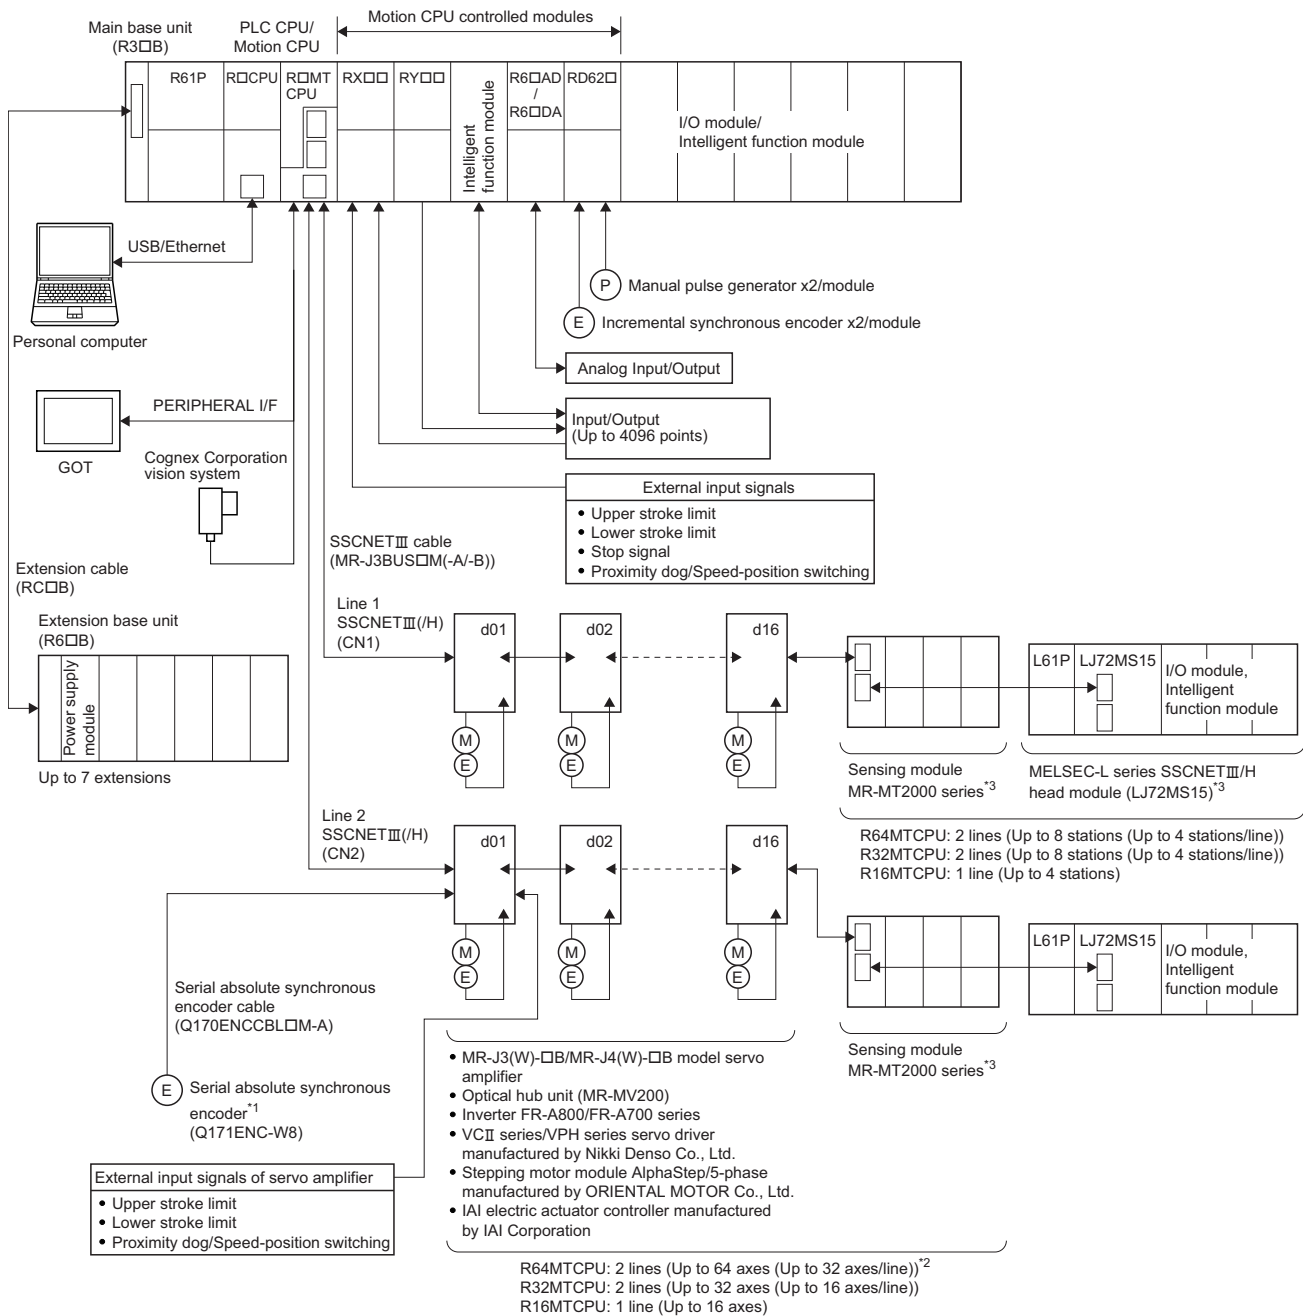 Main base unit
(R3□B)
PLC CPU/
Motion CPU
Motion CPU controlled modules
R61P
R□CPU
R□MT
CPU
RX□□
RY□□
Intelligent
function module
R6□AD
/
R6□DA
RD62□
I/O module/
Intelligent function module
USB/Ethernet
Personal computer
P
Manual pulse generator x2/module
E
Incremental synchronous encoder x2/module
Analog Input/Output
PERIPHERAL I/F
GOT
Input/Output
(Up to 4096 points)
Cognex Corporation
vision system
External input signals
• Upper stroke limit
• Lower stroke limit
• Stop signal
• Proximity dog/Speed-position switching
SSCNETⅢ cable
(MR-J3BUS□M(-A/-B))
Extension cable
(RC□B)
Extension base unit
(R6□B)
Power supply
module
Up to 7 extensions
Line 1
SSCNETⅢ(/H)
(CN1)
d01
d02
d16
M
E
M
E
M
E
L61P
LJ72MS15
I/O module,
Intelligent
function module
Sensing module
MR-MT2000 series*3
MELSEC-L series SSCNETⅢ/H
head module (LJ72MS15)*3
R64MTCPU: 2 lines (Up to 8 stations (Up to 4 stations/line))
R32MTCPU: 2 lines (Up to 8 stations (Up to 4 stations/line))
R16MTCPU: 1 line (Up to 4 stations)
Line 2
SSCNETⅢ(/H)
(CN2)
d01
d02
d16
M
E
M
E
M
E
L61P
LJ72MS15
I/O module,
Intelligent
function module
Sensing module
MR-MT2000 series*3
Serial absolute synchronous
encoder cable
(Q170ENCCBL□M-A)
E
Serial absolute synchronous
encoder*1
(Q171ENC-W8)
External input signals of servo amplifier
• Upper stroke limit
• Lower stroke limit
• Proximity dog/Speed-position switching
• MR-J3(W)-□B/MR-J4(W)-□B model servo
amplifier
• Optical hub unit (MR-MV200)
• Inverter FR-A800/FR-A700 series
• VCⅡ series/VPH series servo driver
manufactured by Nikki Denso Co., Ltd.
• Stepping motor module AlphaStep/5-phase
manufactured by ORIENTAL MOTOR Co., Ltd.
• IAI electric actuator controller manufactured
by IAI Corporation
R64MTCPU: 2 lines (Up to 64 axes (Up to 32 axes/line))*2
R32MTCPU: 2 lines (Up to 32 axes (Up to 16 axes/line))
R16MTCPU: 1 line (Up to 16 axes)